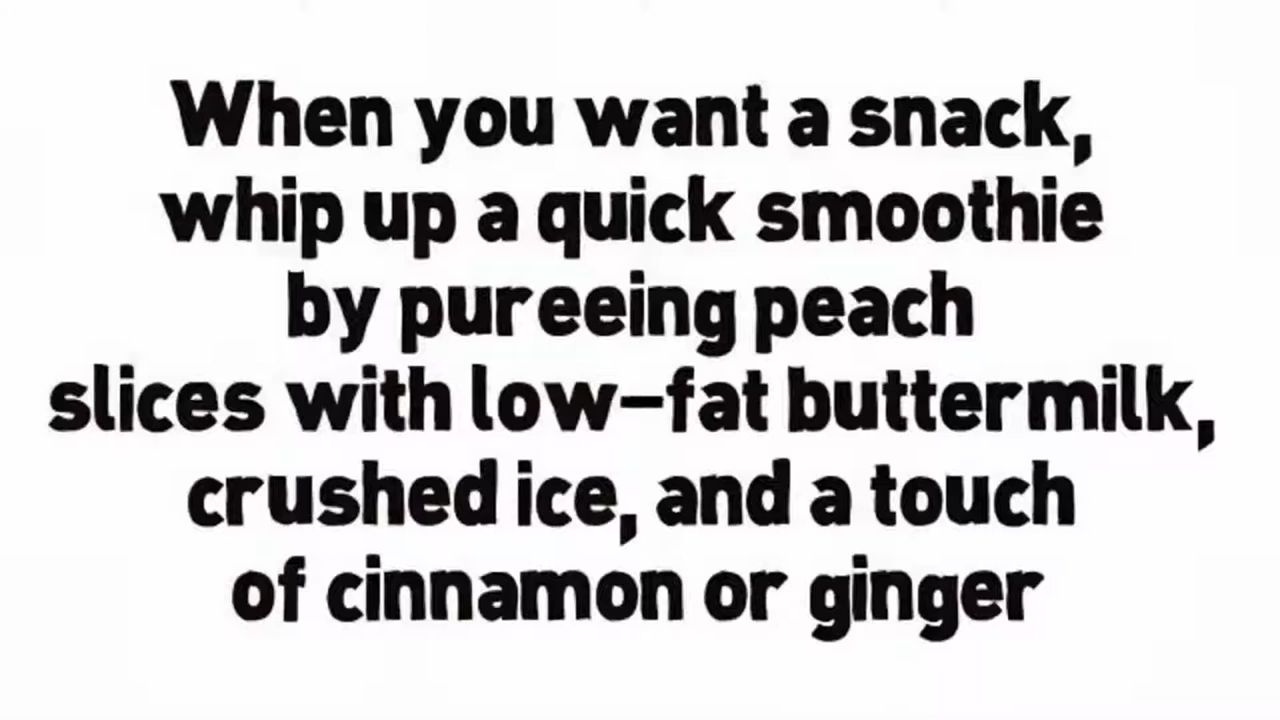 When you want a snack,
whip up a quick smoothie
by pureeing peach
slices with low-fat buttermilk,
crushed ice, and a touch
of cinnamon or ginger